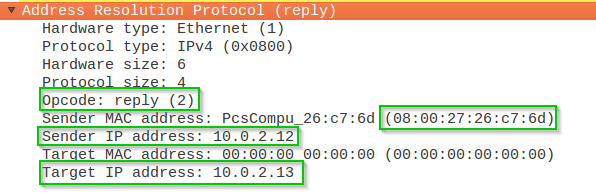 Address Resolution Protocol (reply)
Hardware type: Ethernet (1)
Protocol type: IPv4 (0x0800)
Hardware size: 6
Protocol size: 4
Opcode: reply (2)
Sender MAC address: PcsCompu_26:c7:6d (08:00:27:26:c7:6d)
Sender IP address: 10.0.2.12
Target MAC address: 00:00:00_00:00:00 (00:00:00:00:00:00)
Target IP address: 10.0.2.13